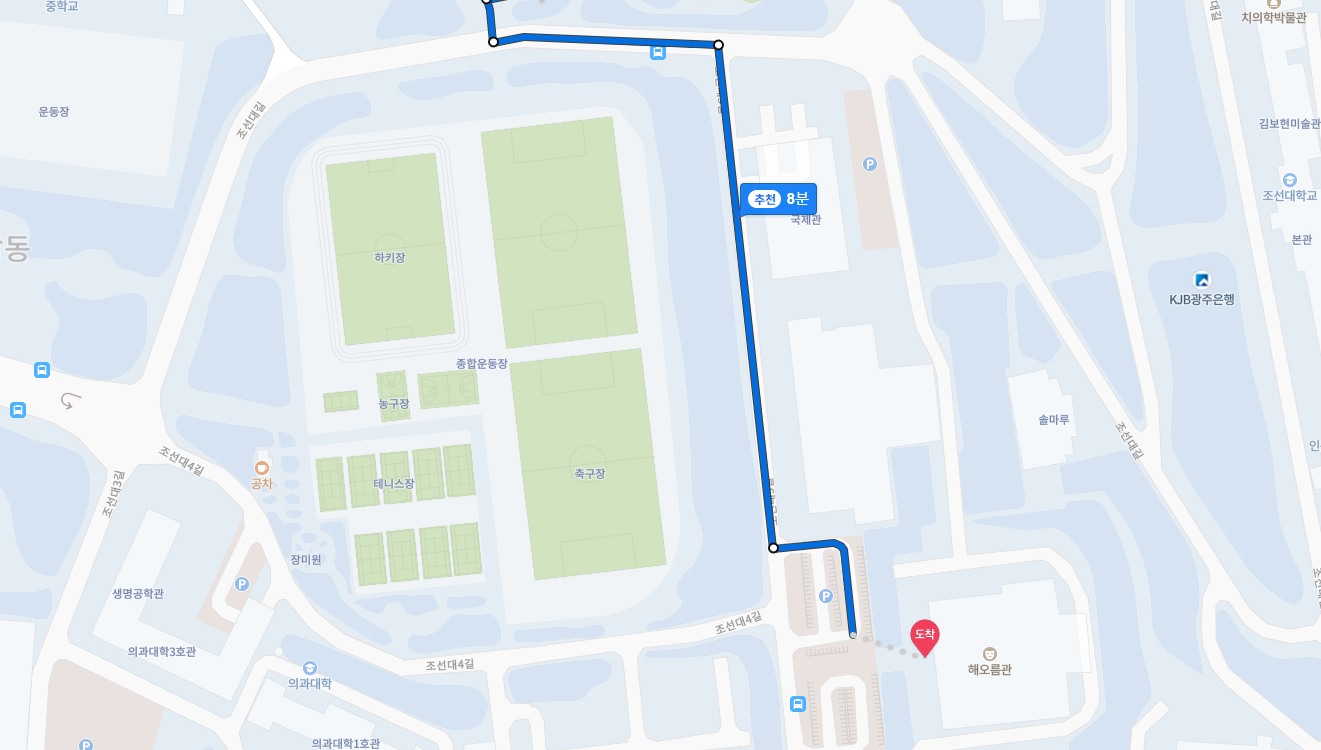 중학교
치의학박물관
운동장
조선대길
김보현미술관
P
조선대학교
추천 8분
국제관
본관
동
하키장
KJB광주은행
종합운동장
농구장
솔마루
조선대4길
조선대길
공차
테니스장
축구장
조선대3길
장미원
P
생명공학관
P
조선대4길
도착
의과대학3호관
조선대4길
해오름관
의과대학
의과대학1호관
P